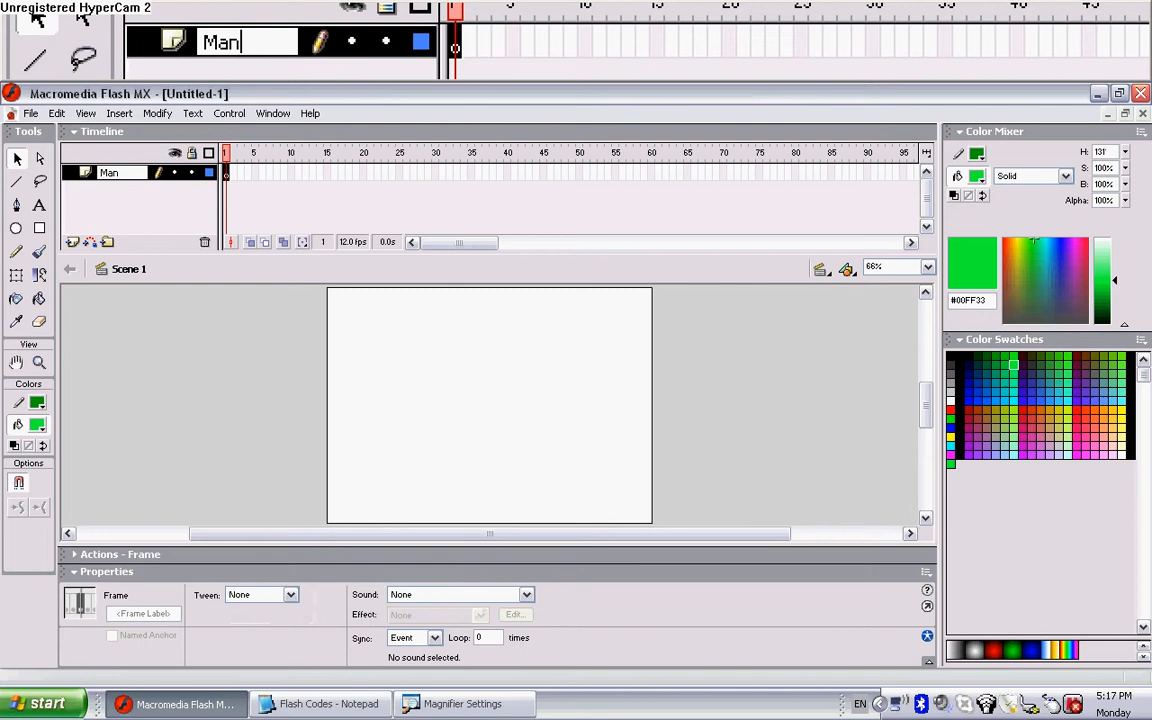 Unregistered HyperCam 2
Man
Macromedia Flash MX - [Untitled-1]
File Edit View Insert Modify Text Control Window Help
Tools
Timeline
Color Mixer
1 5 10 15 20 25 30 35 40 45 50 55 60 65 70 75 80 85 90 95
Man
H: 131
Solid
S: 100%
B: 100%
Alpha: 100%
1 12.0 fps 0.0s
Scene 1
66%
#00FF33
View
Color Swatches
Colors
Options
Actions - Frame
Properties
Frame
Tween: None
Sound: None
<Frame Label>
Effect: None Edit...
Named Anchor
Sync: Event Loop: 0 times
No sound selected.
start
Macromedia Flash M...
Flash Codes - Notepad
Magnifier Settings
EN
5:17 PM
Monday